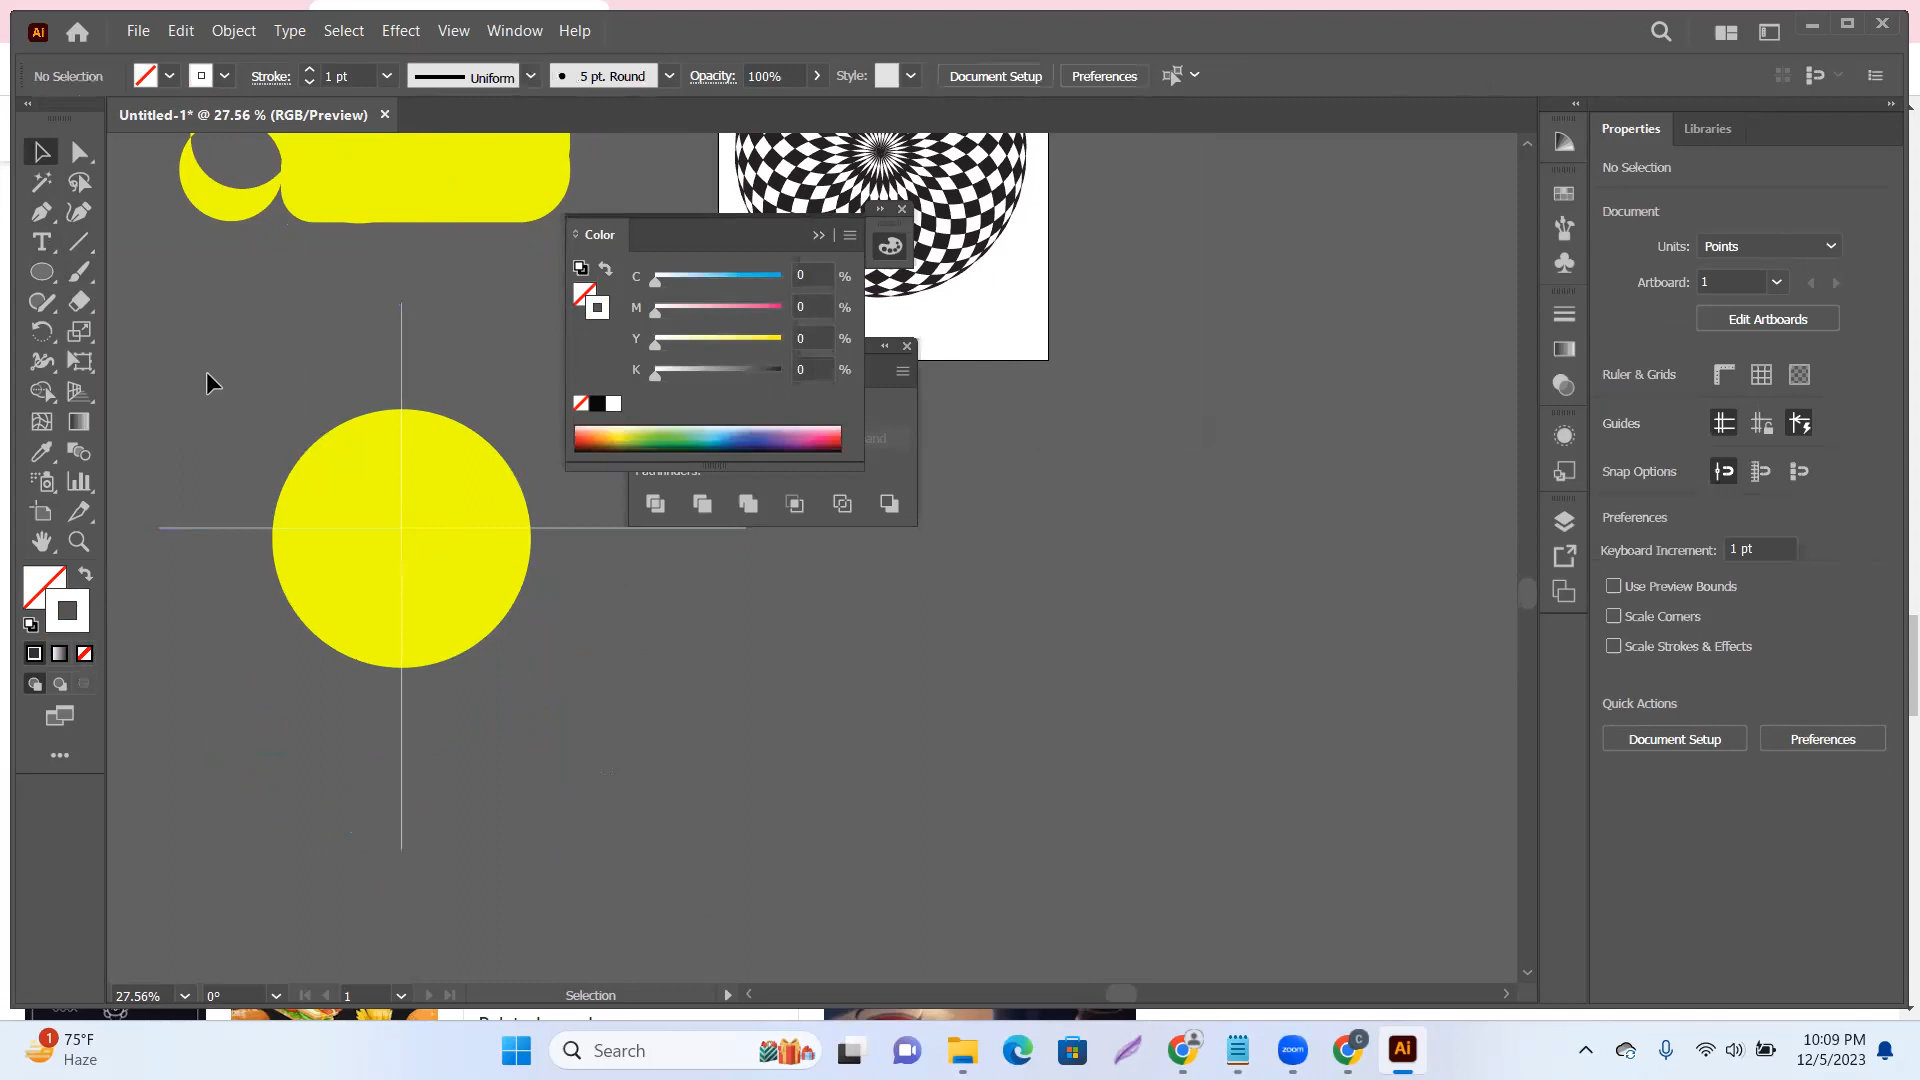 Ai File Edit Object Type Select Effect View Window Help
No Selection Stroke: 1 pt Uniform 5 pt. Round Opacity: 100% Style: Document Setup Preferences
Untitled-1* @ 27.56 % (RGB/Preview)
Properties Libraries
No Selection
Document
Units: Points
Artboard: 1
Edit Artboards
Ruler & Grids
Guides
Snap Options
Preferences
Keyboard Increment: 1 pt
Use Preview Bounds
Scale Corners
Scale Strokes & Effects
Quick Actions
Document Setup Preferences
Color
C 0 %
M 0 %
Y 0 %
K 0 %
27.56% 0° 1 Selection
75°F
Haze
1
Search
zoom
C
Ai
10:09 PM
12/5/2023